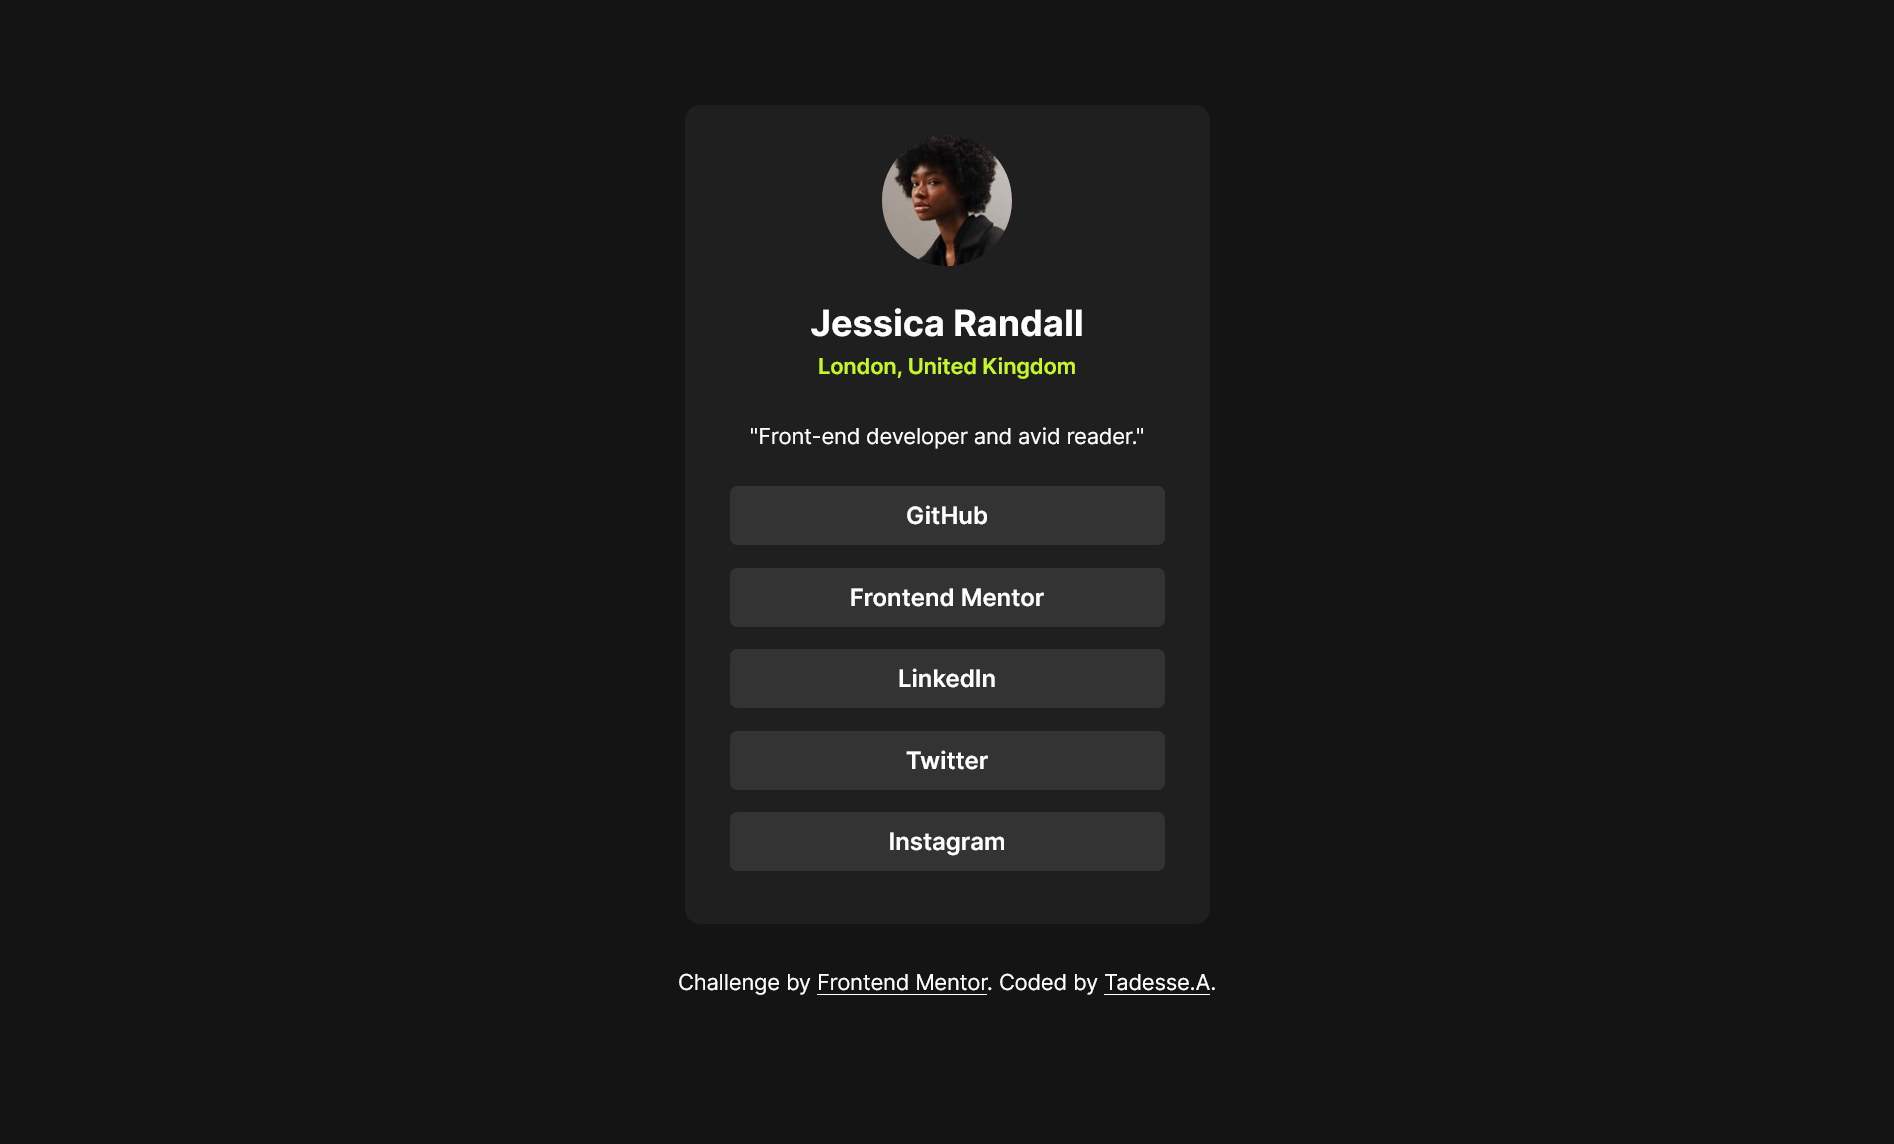 Jessica Randall
London, United Kingdom
"Front-end developer and avid reader."
GitHub
Frontend Mentor
LinkedIn
Twitter
Instagram
Challenge by Frontend Mentor. Coded by Tadesse.A.